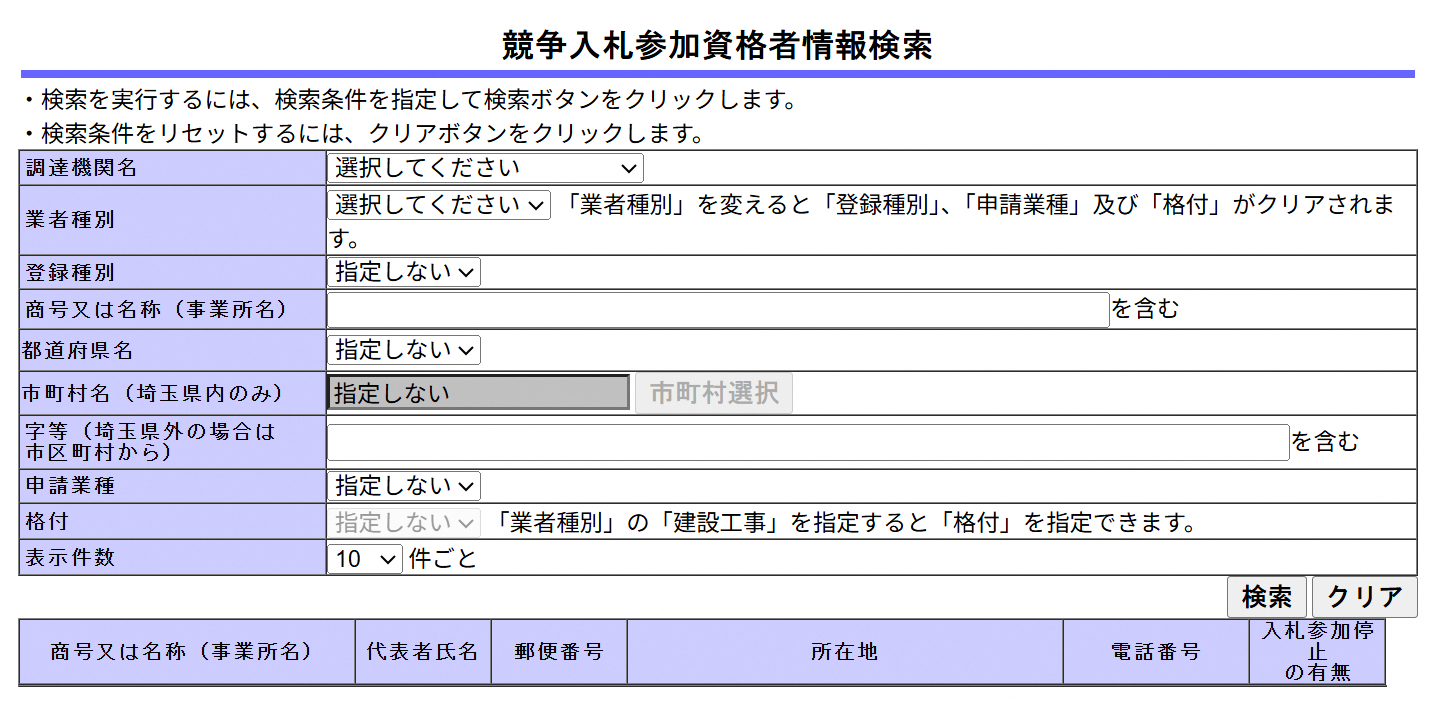 競争入札参加資格者情報検索
・検索を実行するには、検索条件を指定して検索ボタンをクリックします。
・検索条件をリセットするには、クリアボタンをクリックします。
調達機関名 選択してください
業者種別 選択してください 「業者種別」を変えると「登録種別」、「申請業種」及び「格付」がクリアされま
す。
登録種別 指定しない
商号又は名称（事業所名） を含む
都道府県名 指定しない
市町村名（埼玉県内のみ） 指定しない 市町村選択
字等（埼玉県外の場合は
市区町村から） を含む
申請業種 指定しない
格付 指定しない 「業者種別」の「建設工事」を指定すると「格付」を指定できます。
表示件数 10 件ごと
検索 クリア
商号又は名称（事業所名） 代表者氏名 郵便番号 所在地 電話番号 入札参加停
止
の有無